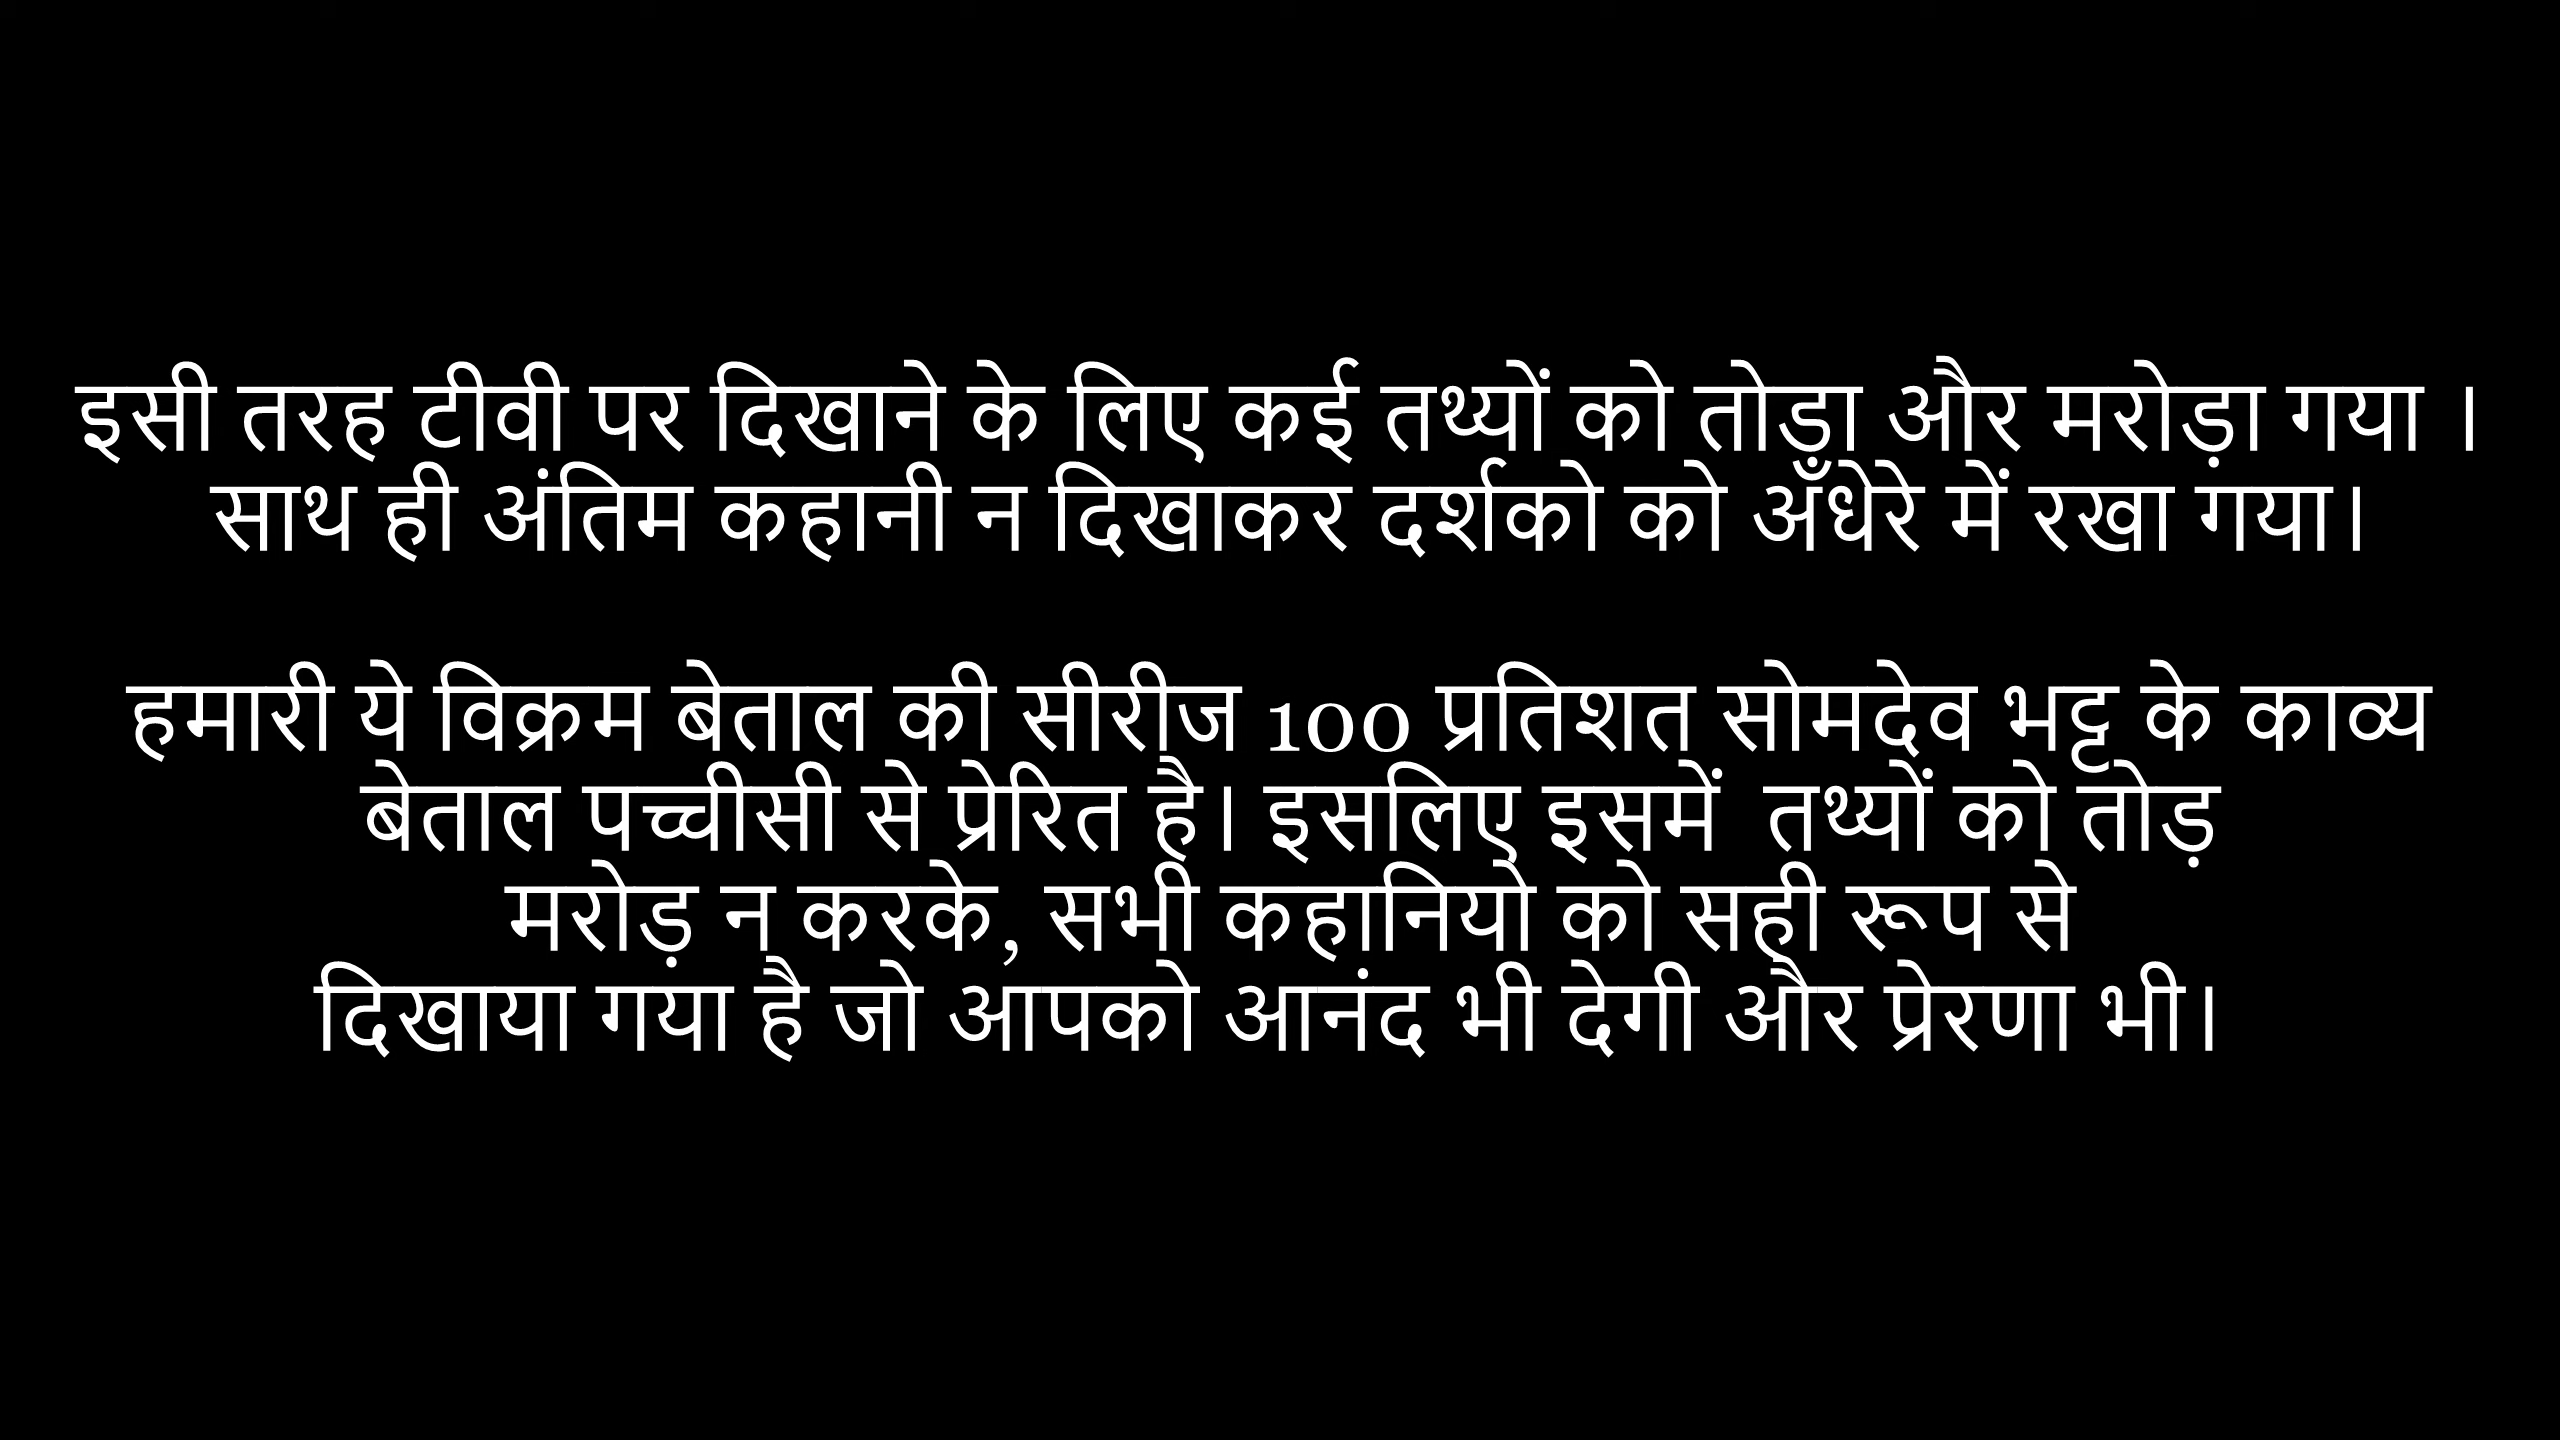 इसी तरह टीवी पर दिखाने के लिए कई तथ्यों को तोड़ा और मरोड़ा गया ।
साथ ही अंतिम कहानी न दिखाकर दर्शको को अँधेरे में रखा गया।
हमारी ये विक्रम बेताल की सीरीज 100 प्रतिशत सोमदेव भट्ट के काव्य
बेताल पच्चीसी से प्रेरित है। इसलिए इसमें  तथ्यों को तोड़
मरोड़ न करके, सभी कहानियो को सही रूप से
दिखाया गया है जो आपको आनंद भी देगी और प्रेरणा भी।